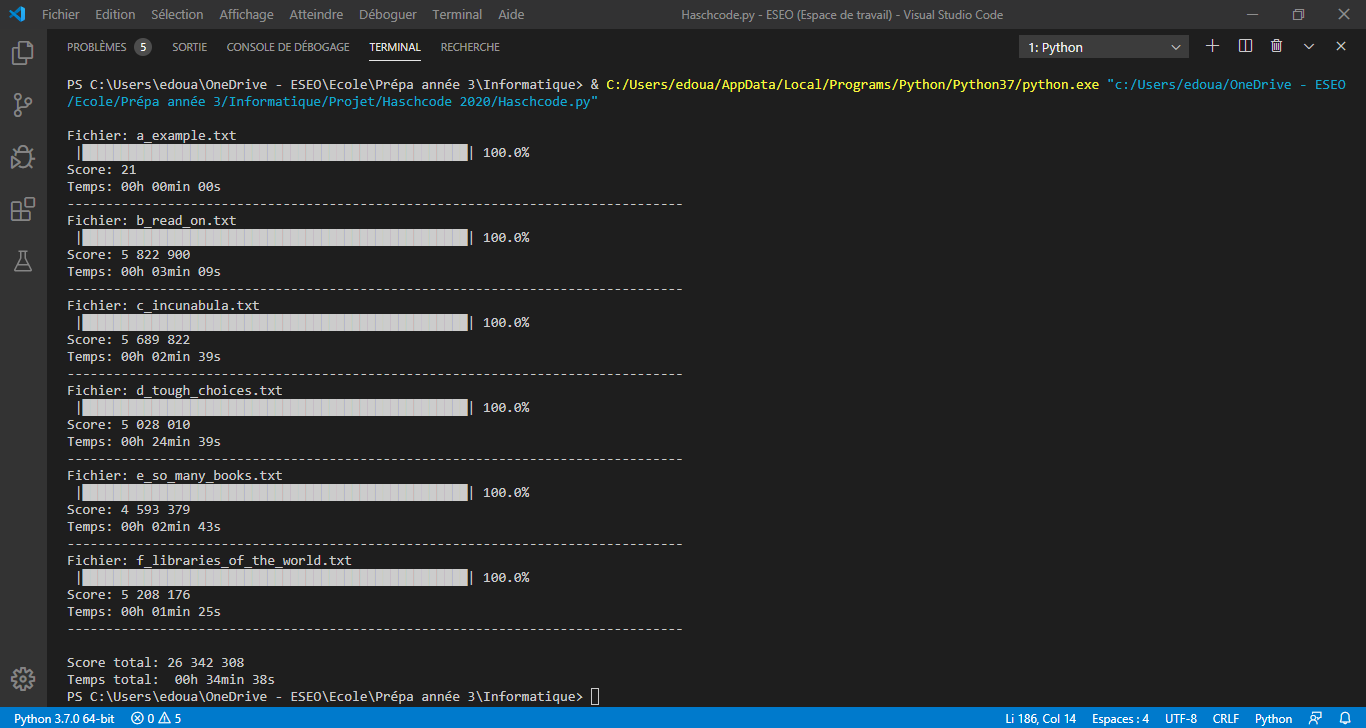 Fichier Edition Sélection Affichage Atteindre Déboguer Terminal Aide Haschcode.py - ESEO (Espace de travail) - Visual Studio Code
PROBLÈMES 5 SORTIE CONSOLE DE DÉBOGAGE TERMINAL RECHERCHE 1: Python
PS C:\Users\edoua\OneDrive - ESEO\Ecole\Prépa année 3\Informatique> & C:/Users/edoua/AppData/Local/Programs/Python/Python37/python.exe "c:/Users/edoua/OneDrive - ESEO
/Ecole/Prépa année 3/Informatique/Projet/Haschcode 2020/Haschcode.py"
Fichier: a_example.txt
|██████████████████████████████████████████████████| 100.0%
Score: 21
Temps: 00h 00min 00s
--------------------------------------------------------------------------------
Fichier: b_read_on.txt
|██████████████████████████████████████████████████| 100.0%
Score: 5 822 900
Temps: 00h 03min 09s
--------------------------------------------------------------------------------
Fichier: c_incunabula.txt
|██████████████████████████████████████████████████| 100.0%
Score: 5 689 822
Temps: 00h 02min 39s
--------------------------------------------------------------------------------
Fichier: d_tough_choices.txt
|██████████████████████████████████████████████████| 100.0%
Score: 5 028 010
Temps: 00h 24min 39s
--------------------------------------------------------------------------------
Fichier: e_so_many_books.txt
|██████████████████████████████████████████████████| 100.0%
Score: 4 593 379
Temps: 00h 02min 43s
--------------------------------------------------------------------------------
Fichier: f_libraries_of_the_world.txt
|██████████████████████████████████████████████████| 100.0%
Score: 5 208 176
Temps: 00h 01min 25s
--------------------------------------------------------------------------------
Score total: 26 342 308
Temps total:  00h 34min 38s
PS C:\Users\edoua\OneDrive - ESEO\Ecole\Prépa année 3\Informatique>
Python 3.7.0 64-bit 0 5 Li 186, Col 14 Espaces : 4 UTF-8 CRLF Python